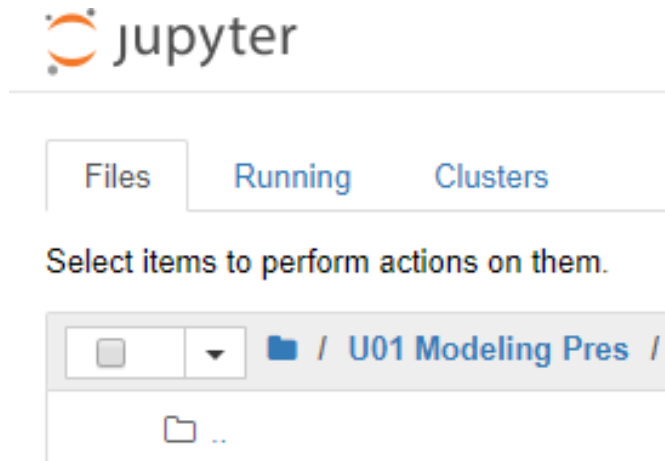 jupyter
Files Running Clusters
Select items to perform actions on them.
/ U01 Modeling Pres /
..